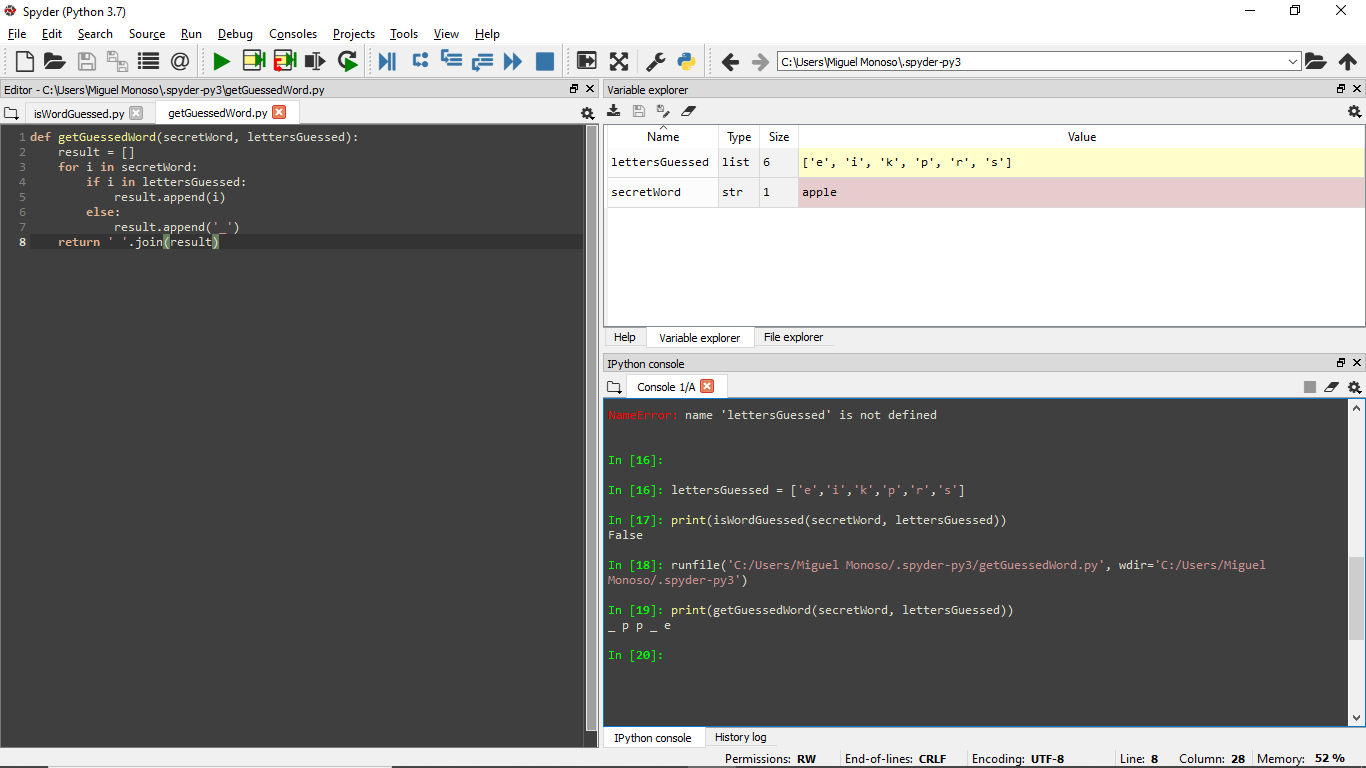 Spyder (Python 3.7)
File Edit Search Source Run Debug Consoles Projects Tools View Help
C:\Users\Miguel Monoso\.spyder-py3
Editor - C:\Users\Miguel Monoso\.spyder-py3\getGuessedWord.py
isWordGuessed.py getGuessedWord.py
1 def getGuessedWord(secretWord, lettersGuessed):
2 result = []
3 for i in secretWord:
4 if i in lettersGuessed:
5 result.append(i)
6 else:
7 result.append('_')
8 return ' '.join(result)
Variable explorer
Name Type Size Value
lettersGuessed list 6 ['e', 'i', 'k', 'p', 'r', 's']
secretWord str 1 apple
Help Variable explorer File explorer
IPython console
Console 1/A
NameError: name 'lettersGuessed' is not defined
In [16]:
In [16]: lettersGuessed = ['e','i','k','p','r','s']
In [17]: print(isWordGuessed(secretWord, lettersGuessed))
False
In [18]: runfile('C:/Users/Miguel Monoso/.spyder-py3/getGuessedWord.py', wdir='C:/Users/Miguel
Monoso/.spyder-py3')
In [19]: print(getGuessedWord(secretWord, lettersGuessed))
_ p p _ e
In [20]:
IPython console History log
Permissions: RW End-of-lines: CRLF Encoding: UTF-8 Line: 8 Column: 28 Memory: 52 %